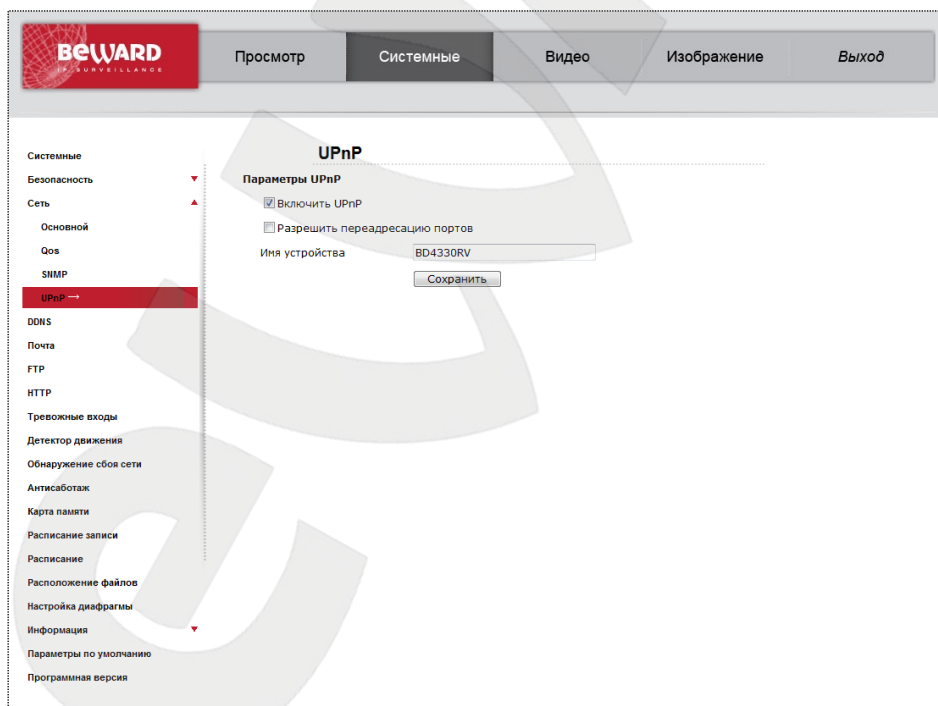 BEWARD
IP SURVEILLANCE
Просмотр
Системные
Видео
Изображение
Выход
Системные
Безопасность
Сеть
Основной
Qos
SNMP
UPnP →
DDNS
Почта
FTP
HTTP
Тревожные входы
Детектор движения
Обнаружение сбоя сети
Антисаботаж
Карта памяти
Расписание записи
Расписание
Расположение файлов
Настройка диафрагмы
Информация
Параметры по умолчанию
Программная версия
UPnP
Параметры UPnP
Включить UPnP
Разрешить переадресацию портов
Имя устройства BD4330RV
Сохранить